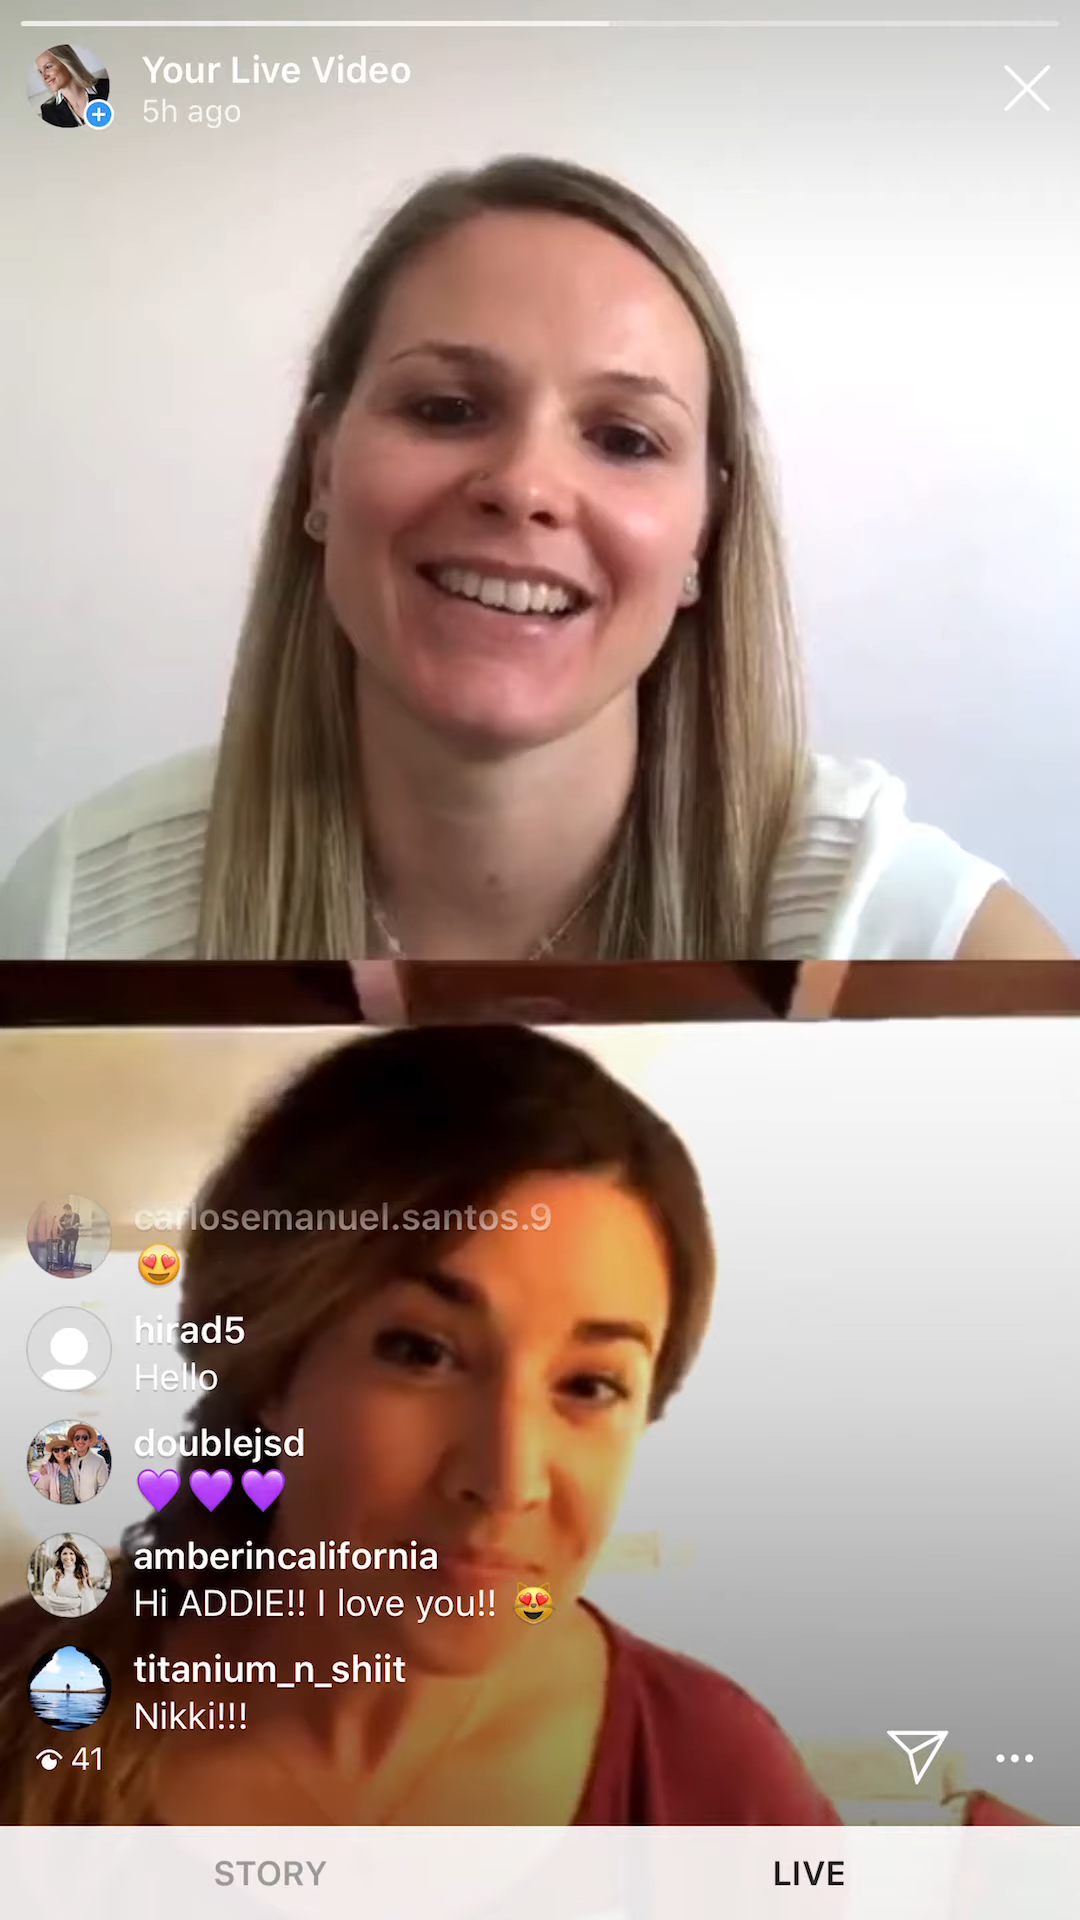 Your Live Video
5h ago
carlosemanuel.santos.9
😍
hirad5
Hello
doublejsd
💜💜💜
amberincalifornia
Hi ADDIE!! I love you!! 😻
titanium_n_shiit
Nikki!!!
41
STORY
LIVE